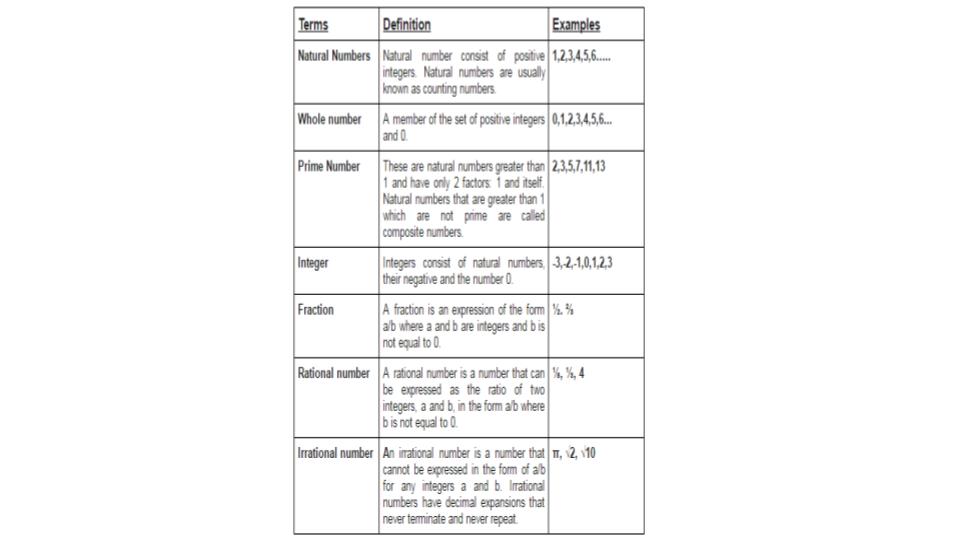 Terms Definition Examples
Natural Numbers Natural number consist of positive 1,2,3,4,5,6.....
integers. Natural numbers are usually
known as counting numbers.
Whole number A member of the set of positive integers 0,1,2,3,4,5,6...
and 0.
Prime Number These are natural numbers greater than 2,3,5,7,11,13
1 and have only 2 factors: 1 and itself.
Natural numbers that are greater than 1
which are not prime are called
composite numbers.
Integer Integers consist of natural numbers, -3,-2,-1,0,1,2,3
their negative and the number 0.
Fraction A fraction is an expression of the form ½.
a/b where a and b are integers and b is
not equal to 0.
Rational number A rational number is a number that can 4
be expressed as the ratio of two
integers, a and b, in the form a/b where
b is not equal to 0.
Irrational number An irrational number is a number that π, √2, √10
cannot be expressed in the form of a/b
for any integers a and b. Irrational
numbers have decimal expansions that
never terminate and never repeat.